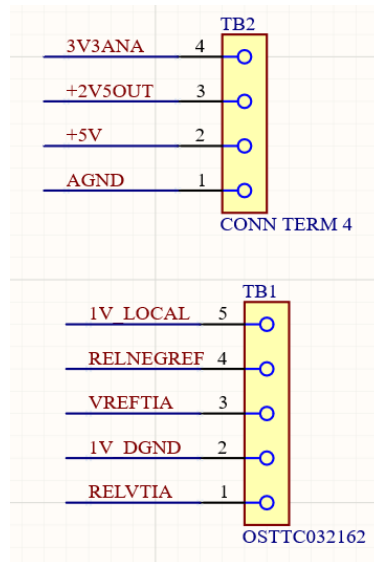 TB2
3V3ANA 4
+2V5OUT 3
+5V 2
AGND 1
CONN TERM 4
TB1
1V_LOCAL 5
RELNEGREF 4
VREFTIA 3
1V_DGND 2
RELVTIA 1
OSTTC032162